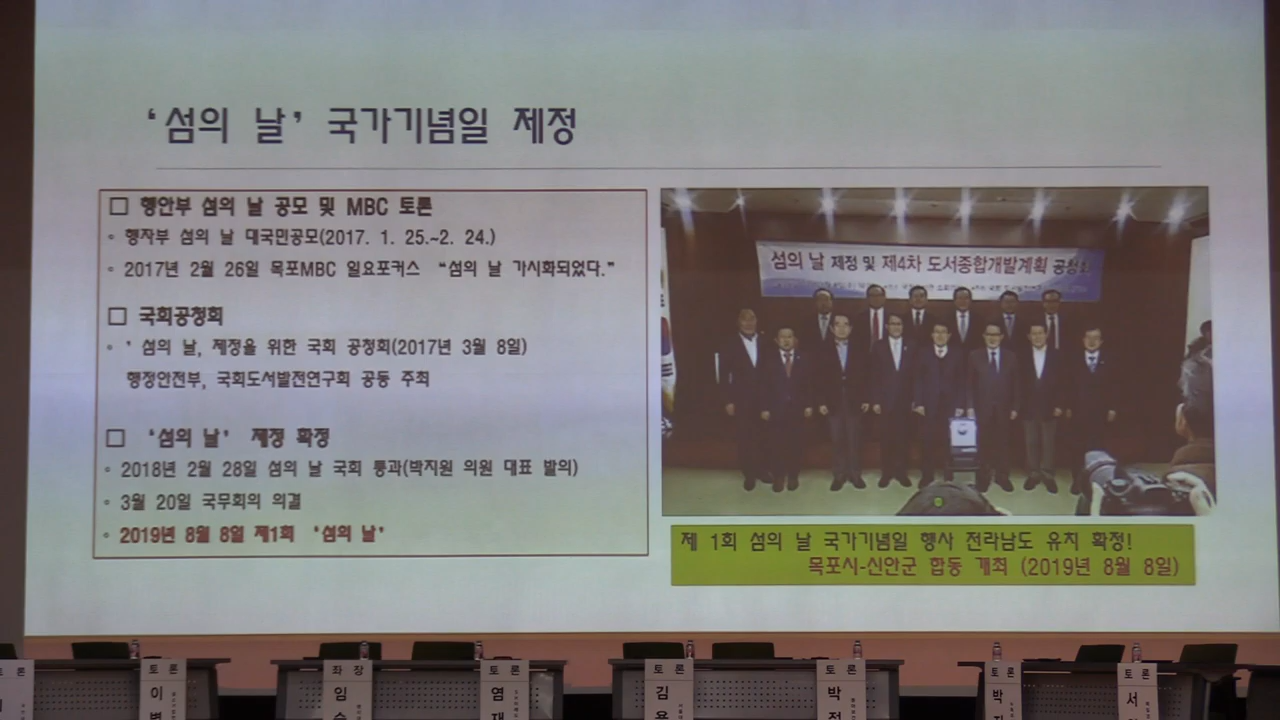 ‘섬의 날’ 국가기념일 제정
□ 행안부 섬의 날 공모 및 MBC 토론
◦ 행자부 섬의 날 대국민공모(2017. 1. 25.~2. 24.)
◦ 2017년 2월 26일 목포MBC 일요포커스 “섬의 날 가시화되었다.”
□ 국회공청회
◦ ’ 섬의 날, 제정을 위한 국회 공청회(2017년 3월 8일)
행정안전부, 국회도서발전연구회 공동 주최
□ ‘섬의 날’ 제정 확정
◦ 2018년 2월 28일 섬의 날 국회 통과(박지원 의원 대표 발의)
◦ 3월 20일 국무회의 의결
◦ 2019년 8월 8일 제1회 ‘섬의 날’
섬의 날 제정 및 제4차 도서종합개발계획 공청회
제 1회 섬의 날 국가기념일 행사 전라남도 유치 확정!
목포시-신안군 합동 개최 (2019년 8월 8일)
토 론
이
좌 장
임
토 론
염
토 론
김
토 론
박
토 론
박
토 론
서